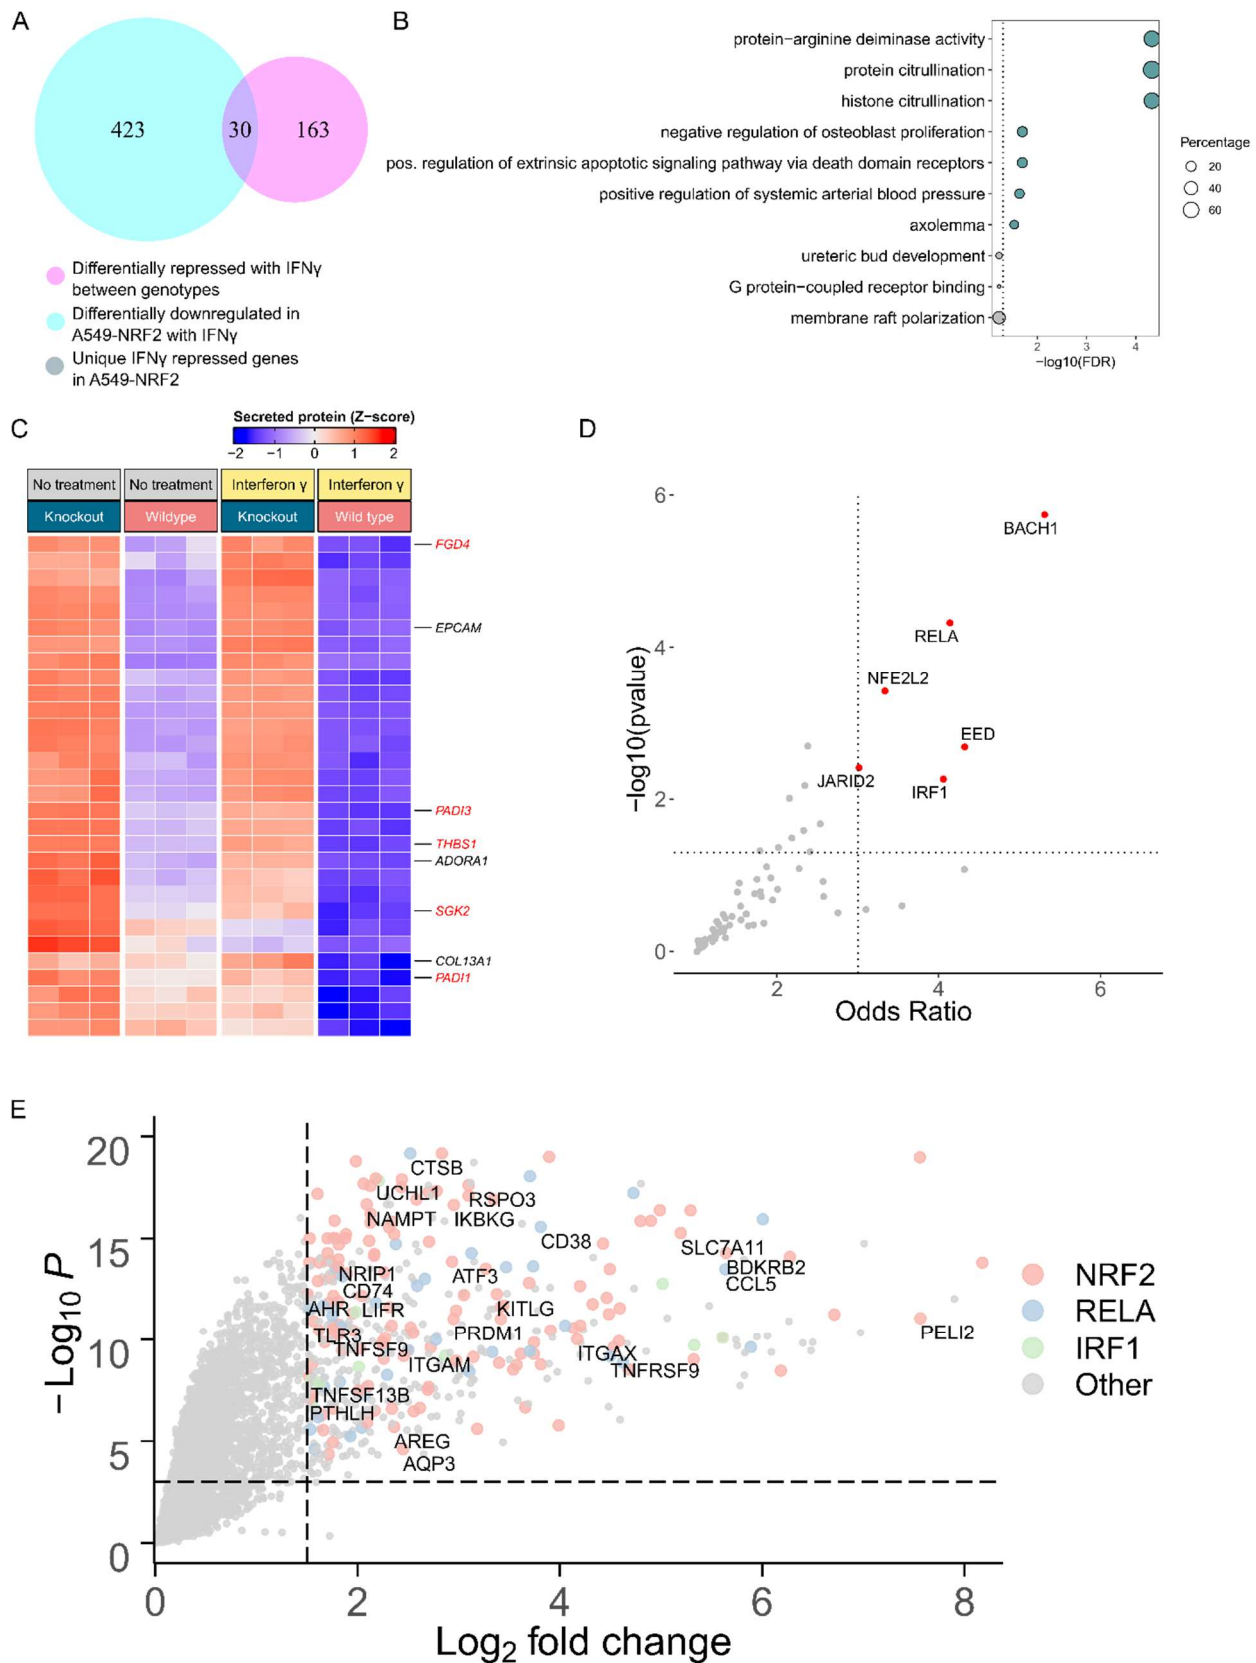 A
423
30
163
Differentially repressed with IFNγ
between genotypes
Differentially downregulated in
A549-NRF2 with IFNγ
Unique IFNγ repressed genes
in A549-NRF2
B
protein−arginine deiminase activity
protein citrullination
histone citrullination
negative regulation of osteoblast proliferation
pos. regulation of extrinsic apoptotic signaling pathway via death domain receptors
positive regulation of systemic arterial blood pressure
axolemma
ureteric bud development
G protein−coupled receptor binding
membrane raft polarization
2 3 4
−log10(FDR)
Percentage
20
40
60
C
Secreted protein (Z−score)
−2 −1 0 1 2
No treatment No treatment Interferon γ Interferon γ
Knockout Wildype Knockout Wild type
FGD4
EPCAM
PADI3
THBS1
ADORA1
SGK2
COL13A1
PADI1
D
6
4
2
0
−log10(pvalue)
BACH1
RELA
NFE2L2
EED
JARID2
IRF1
2 4 6
Odds Ratio
E
20
15
10
5
0
− Log10 P
CTSB
UCHL1
RSPO3
NAMPT
IKBKG
CD38
SLC7A11
NRIP1
ATF3
BDKRB2
CD74
CCL5
AHR
LIFR
KITLG
TLR3
PRDM1
PELI2
TNFSF9
ITGAM
ITGAX
TNFRSF9
TNFSF13B
PTHLH
AREG
AQP3
0 2 4 6 8
Log2 fold change
NRF2
RELA
IRF1
Other